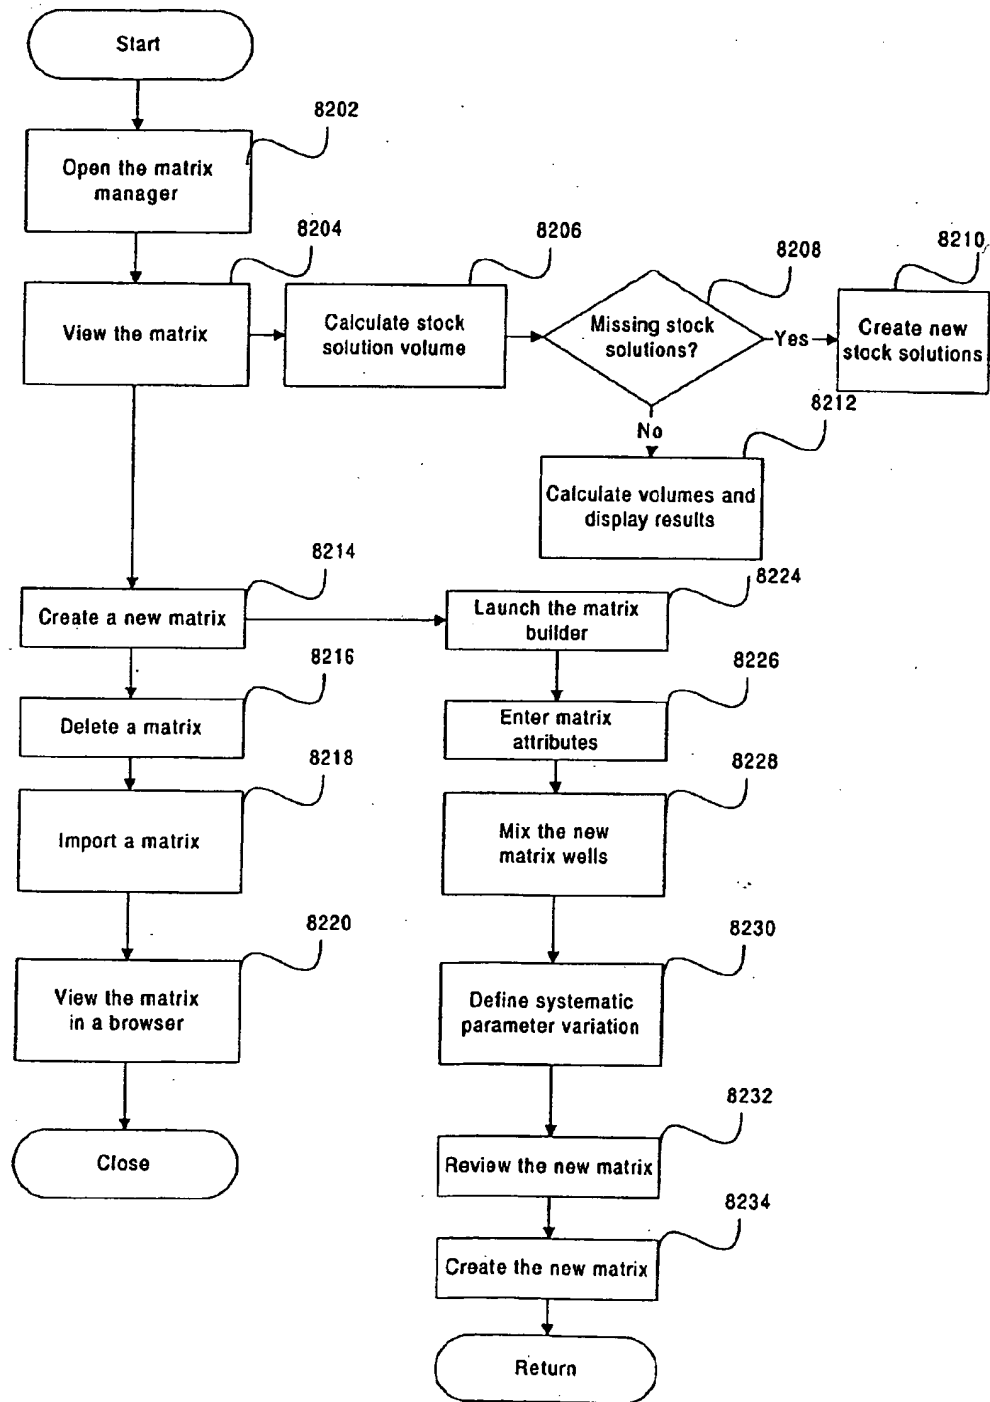 Start
8202
Open the matrix
manager
8204
View the matrix
8206
Calculate stock
solution volume
8208
Missing stock
solutions?
Yes
8210
Create new
stock solutions
No
8212
Calculate volumes and
display results
8214
Create a new matrix
8216
Delete a matrix
8218
Import a matrix
8220
View the matrix
in a browser
Close
8224
Launch the matrix
builder
8226
Enter matrix
attributes
8228
Mix the new
matrix wells
8230
Define systematic
parameter variation
8232
Review the new matrix
8234
Create the new matrix
Return